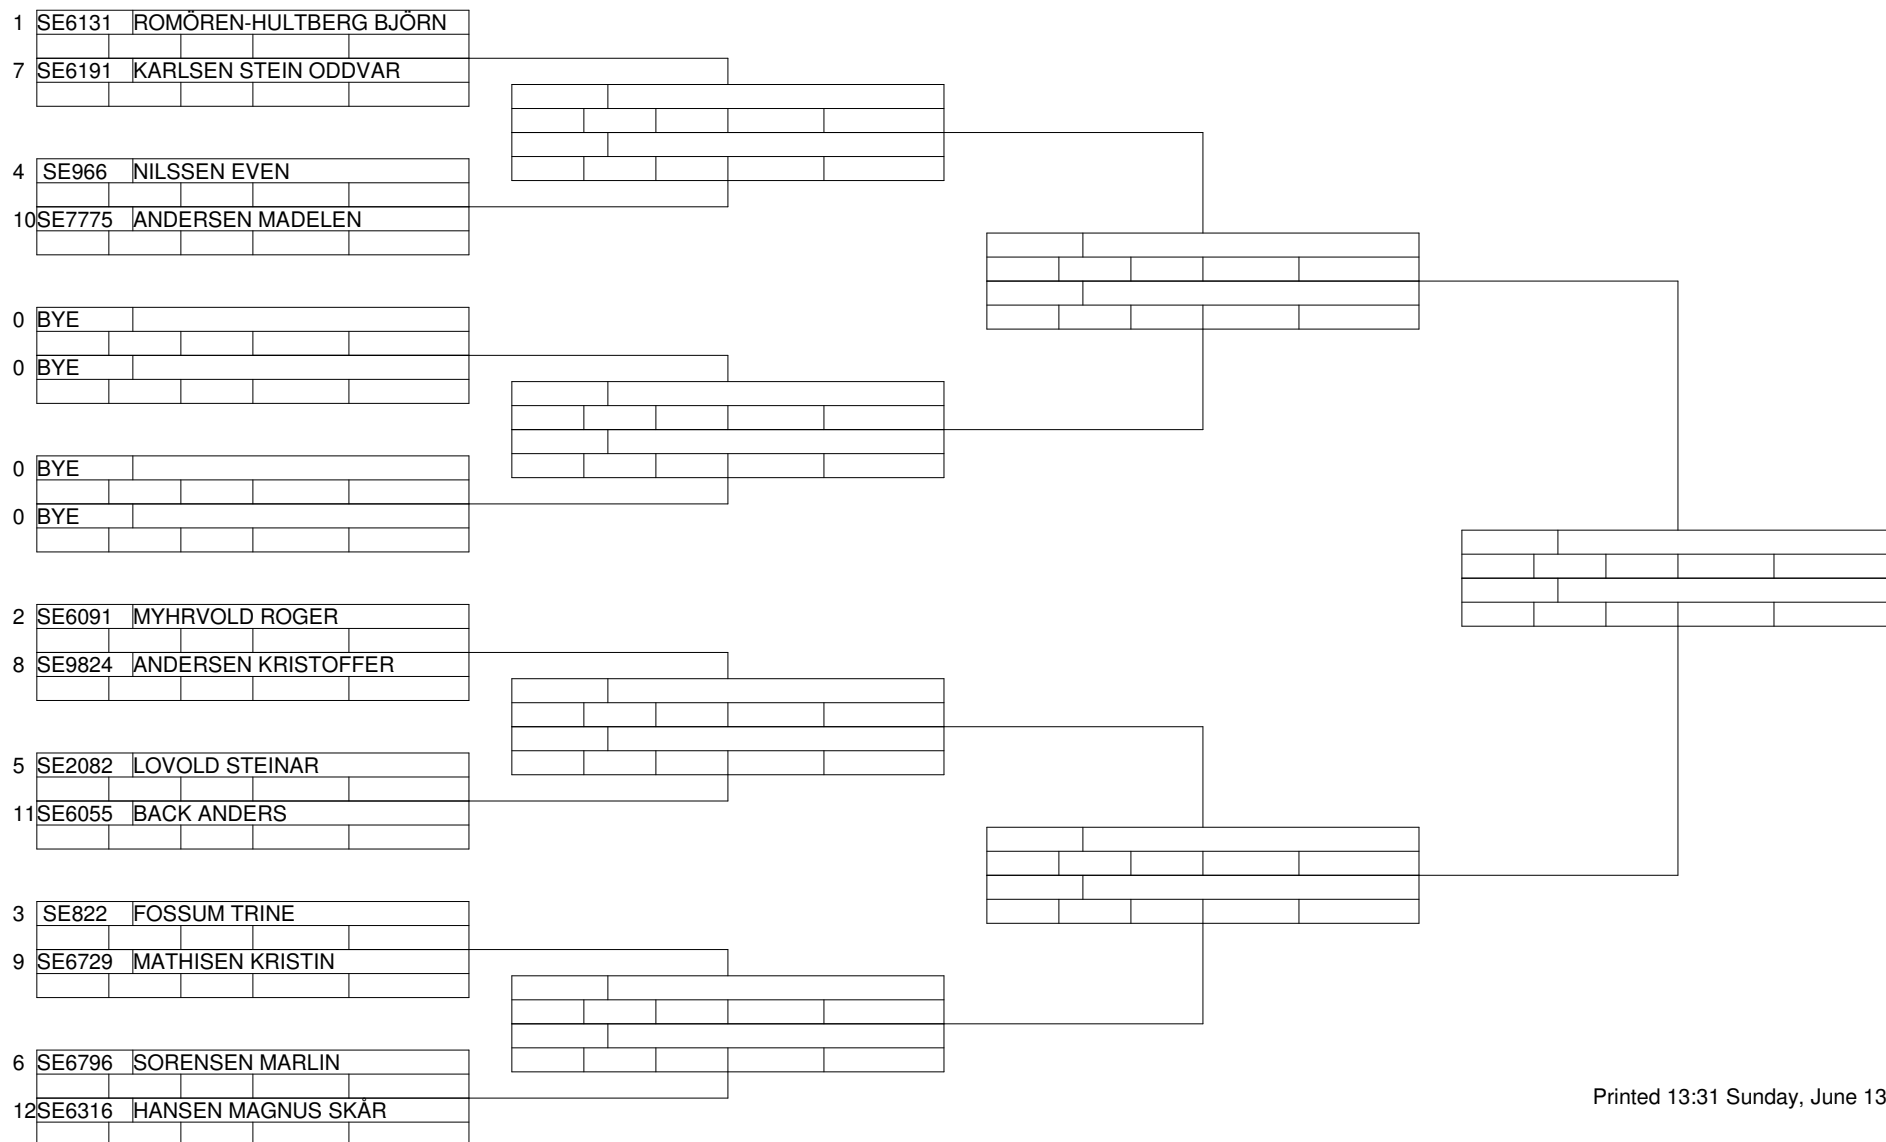 1 SE6131 ROMÖREN-HULTBERG BJÖRN
7 SE6191 KARLSEN STEIN ODDVAR
4 SE966 NILSSEN EVEN
10 SE7775 ANDERSEN MADELEN
0 BYE
0 BYE
0 BYE
0 BYE
2 SE6091 MYHRVOLD ROGER
8 SE9824 ANDERSEN KRISTOFFER
5 SE2082 LOVOLD STEINAR
11 SE6055 BACK ANDERS
3 SE822 FOSSUM TRINE
9 SE6729 MATHISEN KRISTIN
6 SE6796 SORENSEN MARLIN
12 SE6316 HANSEN MAGNUS SKÅR
Printed 13:31 Sunday, June 13